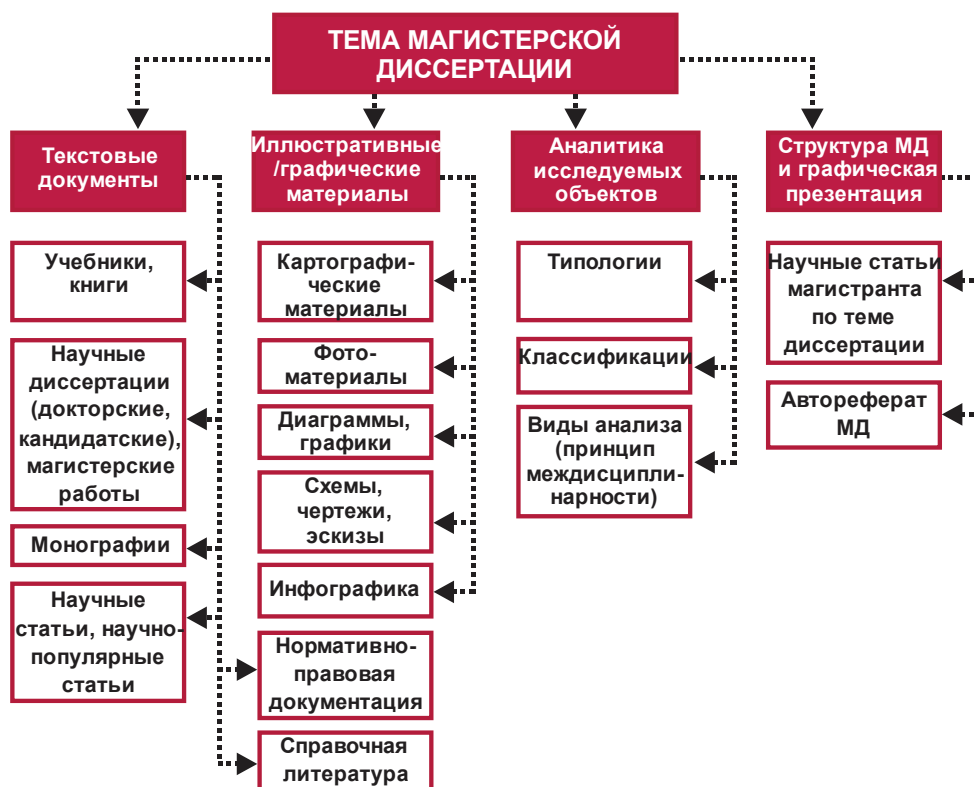 ТЕМА МАГИСТЕРСКОЙ
ДИССЕРТАЦИИ
Текстовые
документы
Учебники,
книги
Научные
диссертации
(докторские,
кандидатские),
магистерские
работы
Монографии
Научные
статьи, научно-
популярные
статьи
Иллюстративные
/графические
материалы
Картографи-
ческие
материалы
Фото-
материалы
Диаграммы,
графики
Схемы,
чертежи,
эскизы
Инфографика
Нормативно-
правовая
документация
Справочная
литература
Аналитика
исследуемых
объектов
Типологии
Классификации
Виды анализа
(принцип
междисципли-
нарности)
Структура МД
и графическая
презентация
Научные статьи
магистранта
по теме
диссертации
Автореферат
МД